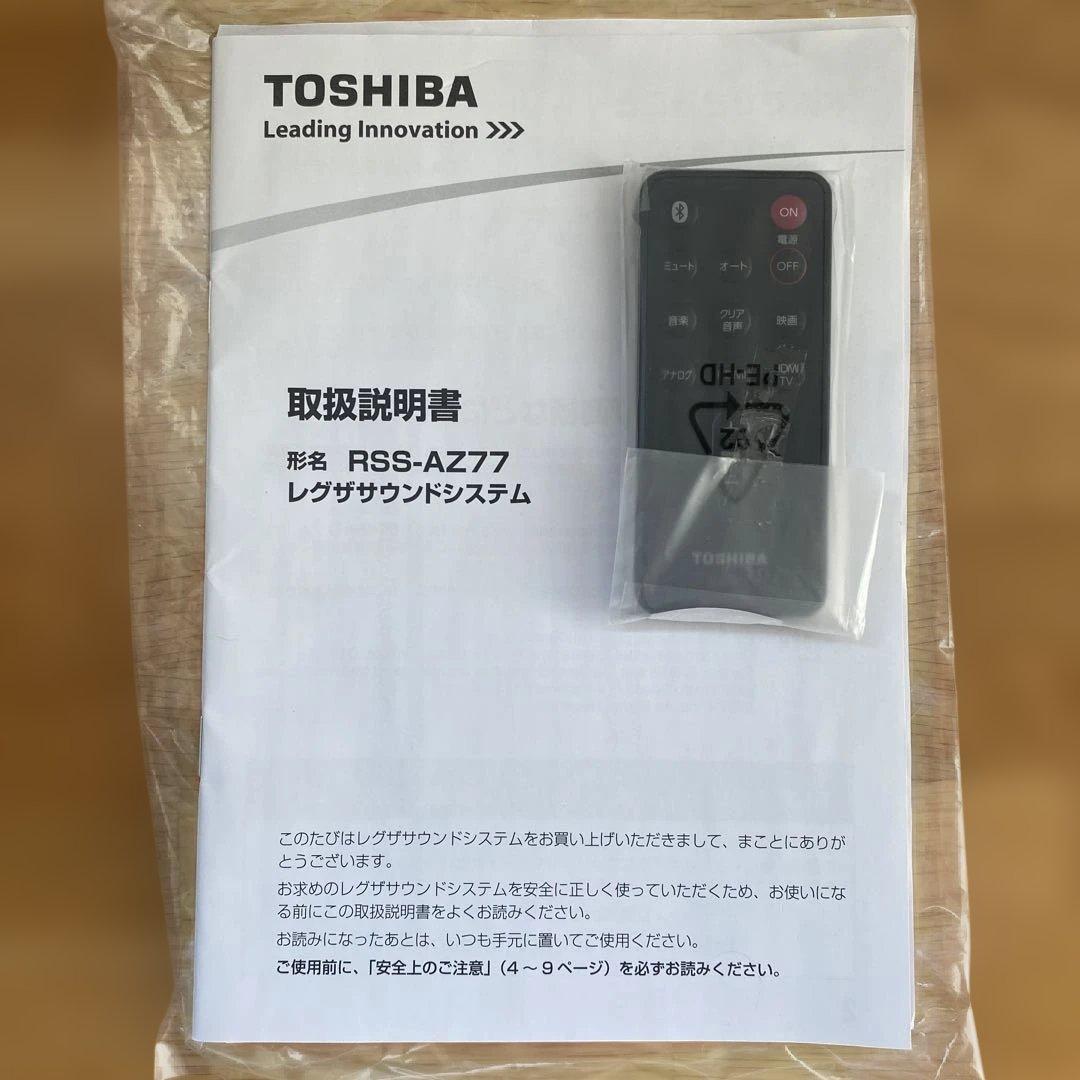 TOSHIBA
Leading Innovation >>>
取扱説明書
形名 RSS-AZ77
レグザサウンドシステム
ON
電源
ミュート オート OFF
音楽 クリア音声 映画
アナログ
TV
TOSHIBA
このたびはレグザサウンドシステムをお買い上げいただきまして、まことにありが
とうございます。
お求めのレグザサウンドシステムを安全に正しく使っていただくため、お使いにな
る前にこの取扱説明書をよくお読みください。
お読みになったあとは、いつも手元に置いてご使用ください。
ご使用前に、「安全上のご注意」（4～9ページ）を必ずお読みください。